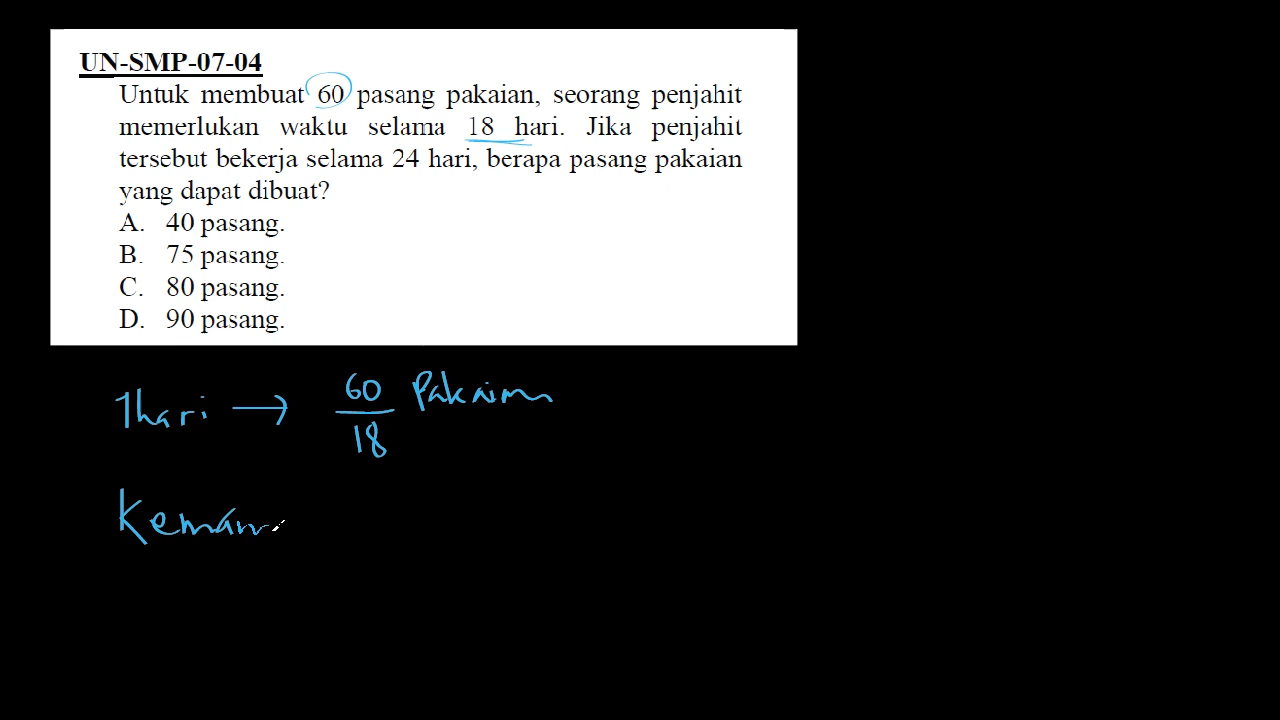 UN-SMP-07-04
Untuk membuat 60 pasang pakaian, seorang penjahit
memerlukan waktu selama 18 hari. Jika penjahit
tersebut bekerja selama 24 hari, berapa pasang pakaian
yang dapat dibuat?
A. 40 pasang.
B. 75 pasang.
C. 80 pasang.
D. 90 pasang.
1 hari → 60/18 Pakaian